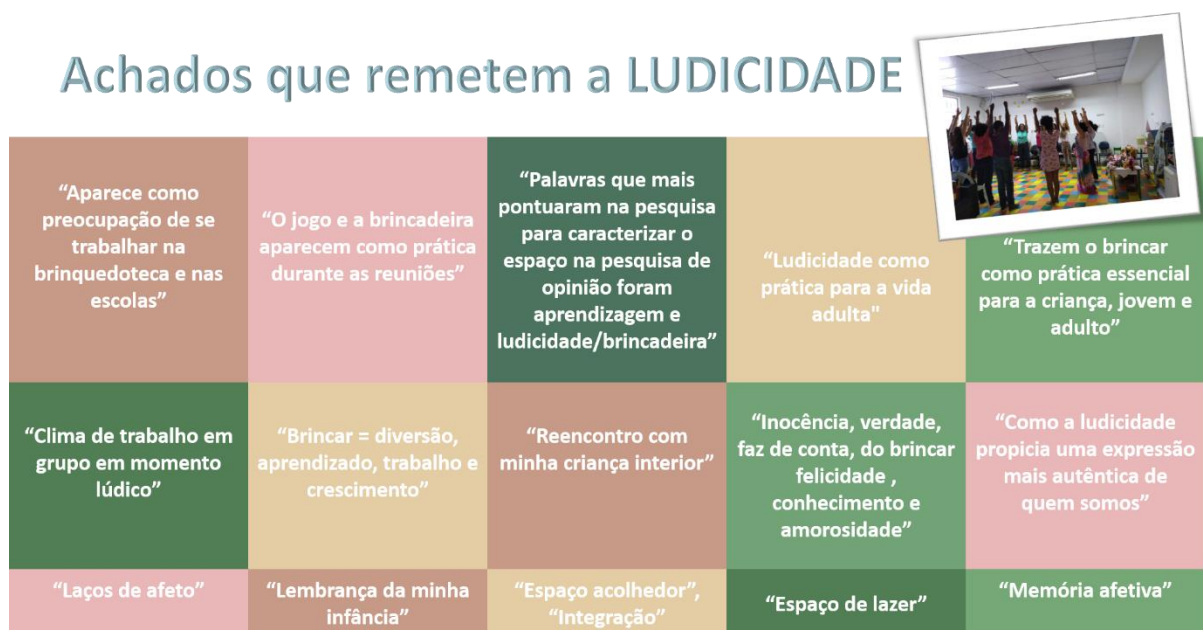 Achados que remetem a LUDICIDADE
“Aparece como
preocupação de se
trabalhar na
brinquedoteca e nas
escolas”
“O jogo e a brincadeira
aparecem como prática
durante as reuniões”
“Palavras que mais
pontuaram na pesquisa
para caracterizar o
espaço na pesquisa de
opinião foram
aprendizagem e
ludicidade/brincadeira”
“Ludicidade como
prática para a vida
adulta"
“Trazem o brincar
como prática essencial
para a criança, jovem e
adulto”
“Clima de trabalho em
grupo em momento
lúdico”
“Brincar = diversão,
aprendizado, trabalho e
crescimento”
“Reencontro com
minha criança interior”
“Inocência, verdade,
faz de conta, do brincar
felicidade ,
conhecimento e
amorosidade”
“Como a ludicidade
propicia uma expressão
mais autêntica de
quem somos”
“Laços de afeto”
“Lembrança da minha
infância”
“Espaço acolhedor”,
“Integração”
“Espaço de lazer”
“Memória afetiva”